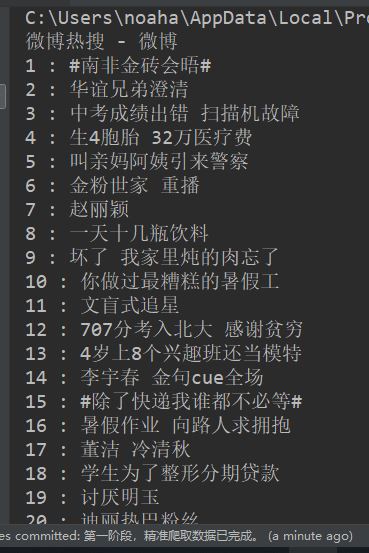 C:\Users\noaha\AppData\Local\Pro
微博热搜 - 微博
1 : #南非金砖会晤#
2 : 华谊兄弟澄清
3 : 中考成绩出错 扫描机故障
4 : 生4胞胎 32万医疗费
5 : 叫亲妈阿姨引来警察
6 : 金粉世家 重播
7 : 赵丽颖
8 : 一天十几瓶饮料
9 : 坏了 我家里炖的肉忘了
10 : 你做过最糟糕的暑假工
11 : 文盲式追星
12 : 707分考入北大 感谢贫穷
13 : 4岁上8个兴趣班还当模特
14 : 李宇春 金句cue全场
15 : #除了快递我谁都不必等#
16 : 暑假作业 向路人求拥抱
17 : 董洁 冷清秋
18 : 学生为了整形分期贷款
19 : 讨厌明玉
20 : 迪丽热巴粉丝
es committed: 第一阶段，精准爬取数据已完成。 (a minute ago)